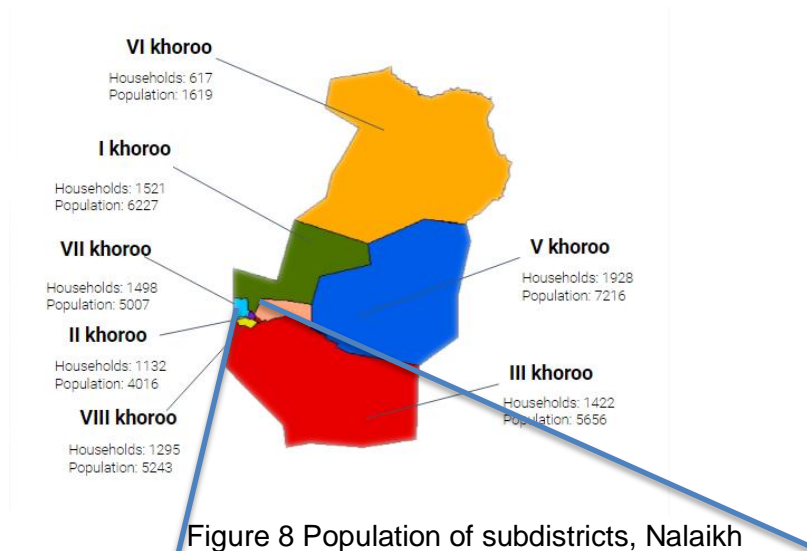 VI khoroo
Households: 617
Population: 1619
I khoroo
Households: 1521
Population: 6227
VII khoroo
Households: 1498
Population: 5007
II khoroo
Households: 1132
Population: 4016
VIII khoroo
Households: 1295
Population: 5243
V khoroo
Households: 1928
Population: 7216
III khoroo
Households: 1422
Population: 5656
Figure 8 Population of subdistricts, Nalaikh